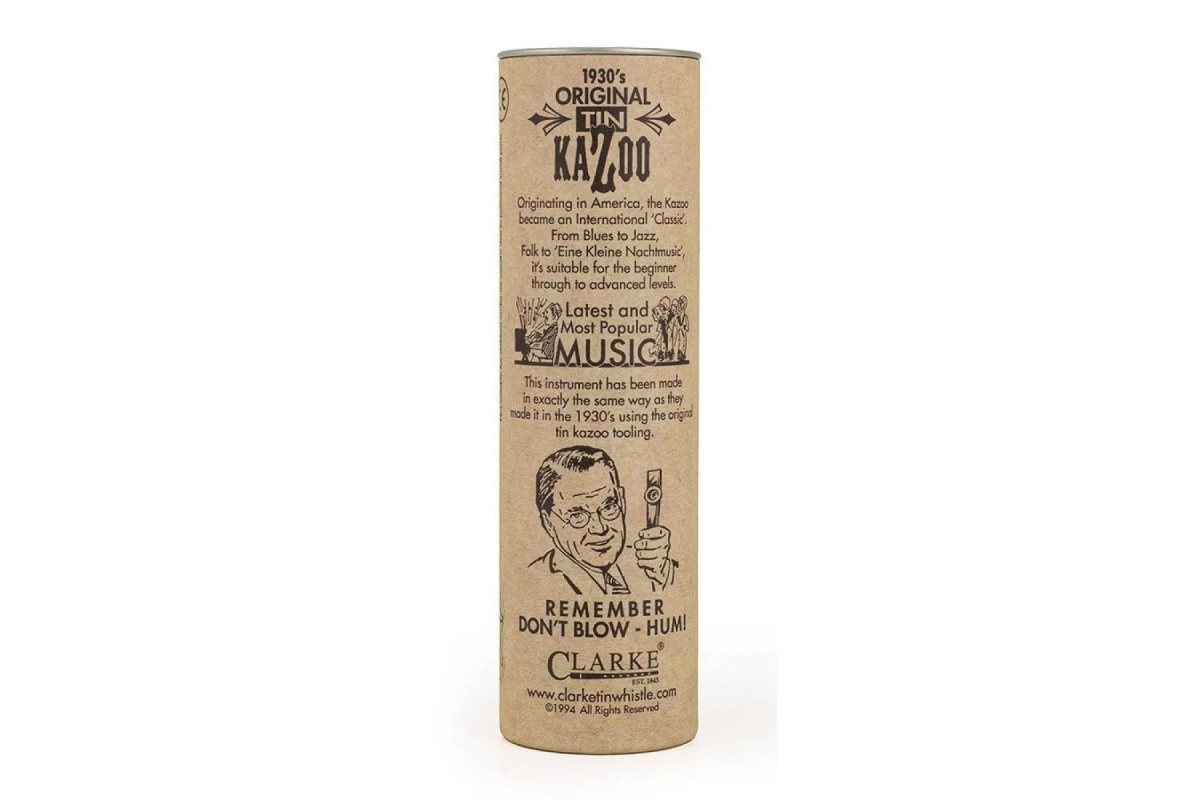 1930's
ORIGINAL
TIN
KAZOO
Originating in America, the Kazoo
became an International 'Classic'.
From Blues to Jazz,
Folk to 'Eine Kleine Nachtmusic',
it's suitable for the beginner
through to advanced levels.
Latest and
Most Popular
MUSIC
This instrument has been made
in exactly the same way as they
made it in the 1930's using the original
tin kazoo tooling.
REMEMBER
DON'T BLOW - HUM!
CLARKE®
EST. 1843
www.clarketinwhistle.com
©1994 All Rights Reserved